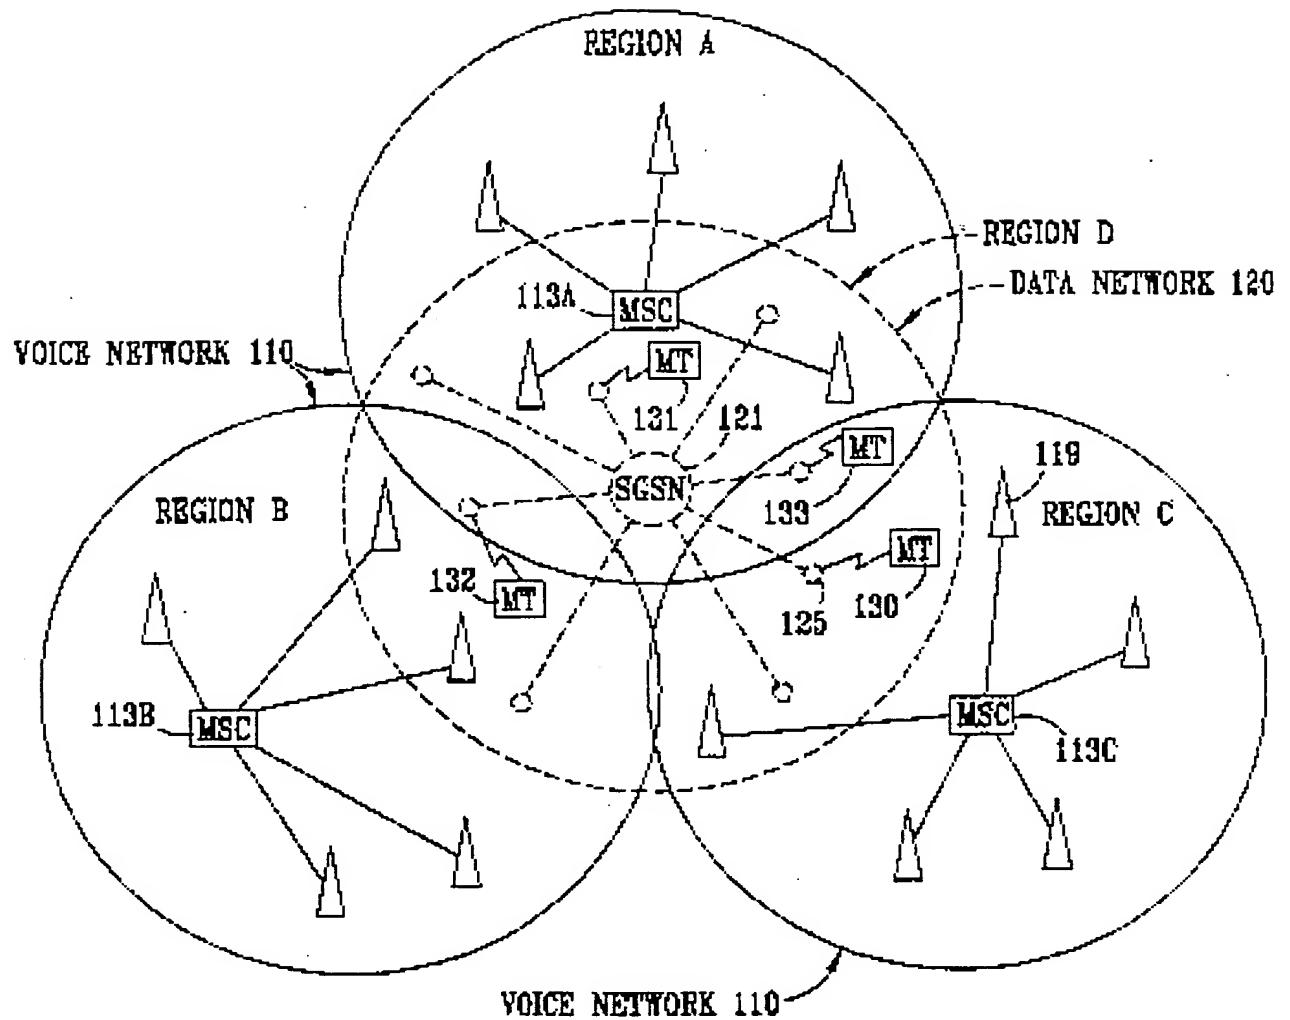 REGION A
REGION D
DATA NETWORK 120
113A
MSC
VOICE NETWORK 110
MT
131
121
MT
119
SGSN
133
REGION B
REGION C
MT
132
MT
125
130
113B
MSC
MSC
113C
VOICE NETWORK 110